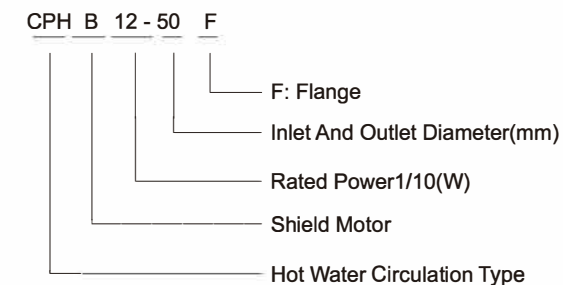 CPH B 12 - 50 F
F: Flange
Inlet And Outlet Diameter(mm)
Rated Power1/10(W)
Shield Motor
Hot Water Circulation Type